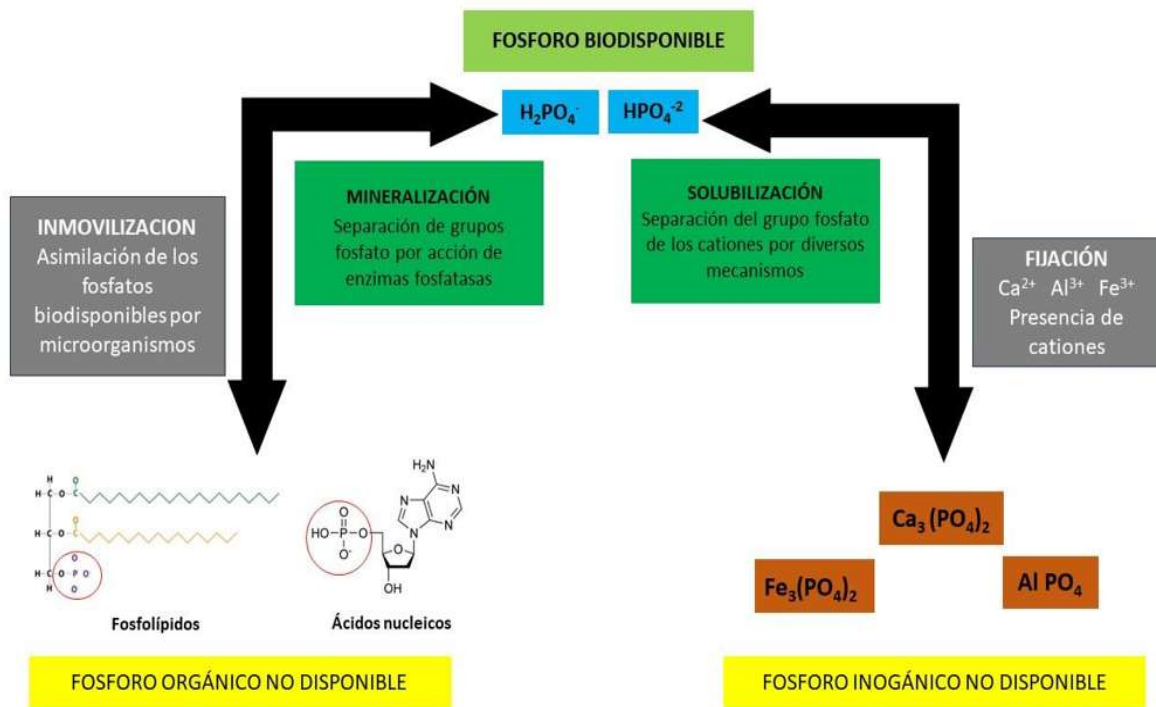 FOSFORO BIODISPONIBLE
H₂PO₄⁻
HPO₄⁻²
MINERALIZACIÓN
Separación de grupos
fosfato por acción de
enzimas fosfatasas
SOLUBILIZACIÓN
Separación del grupo fosfato
de los cationes por diversos
mecanismos
INMOVILIZACION
Asimilación de los
fosfatos
biodisponibles por
microorganismos
FIJACIÓN
Ca²⁺ Al³⁺ Fe³⁺
Presencia de
cationes
H O
H C O C
O
H C O C
O
H C O P O
H O
NH₂
N N
N N
O
HO P O
O⁻
O
OH
Fosfolípidos
Ácidos nucleicos
Ca₃ (PO₄)₂
Fe₃(PO₄)₂
Al PO₄
FOSFORO ORGÁNICO NO DISPONIBLE
FOSFORO INOGÁNICO NO DISPONIBLE